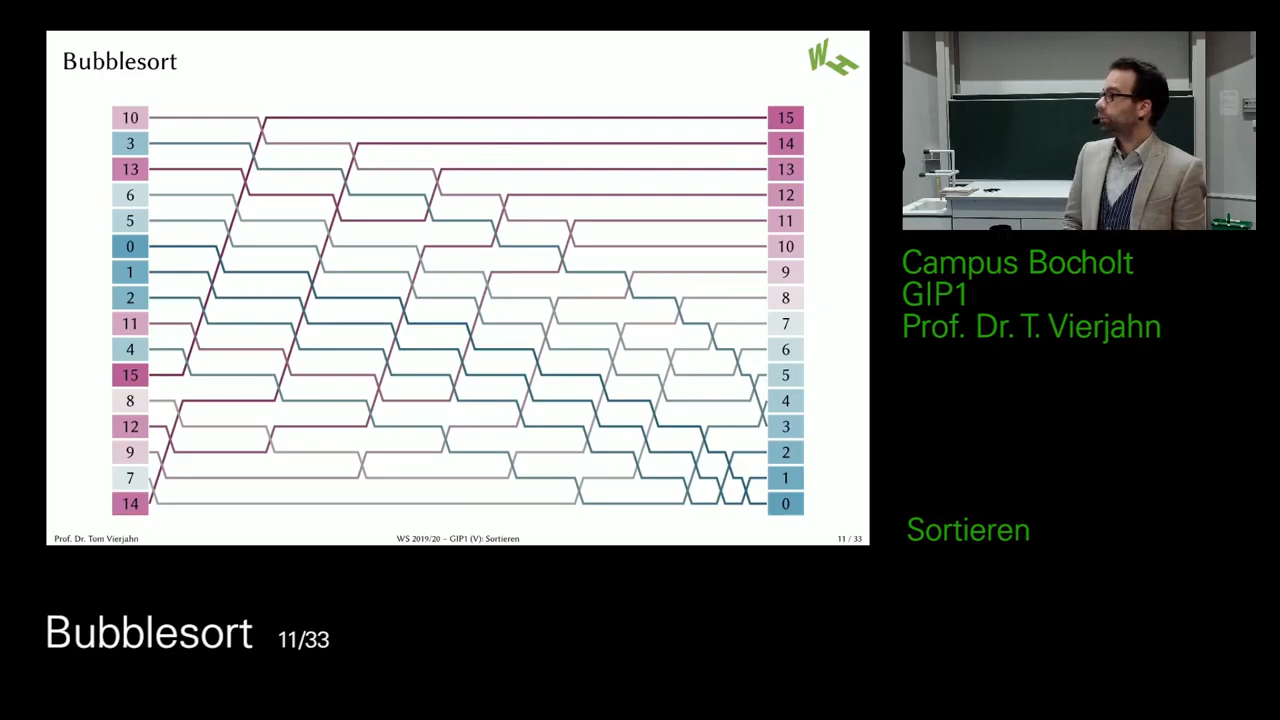 Bubblesort
WH
10 15
3 14
13 13
6 12
5 11
0 10
1 9
2 8
11 7
4 6
15 5
8 4
12 3
9 2
7 1
14 0
Prof. Dr. Tom Vierjahn WS 2019/20 – GIP1 (V): Sortieren 11 / 33
Campus Bocholt
GIP1
Prof. Dr. T. Vierjahn
Sortieren
Bubblesort 11/33